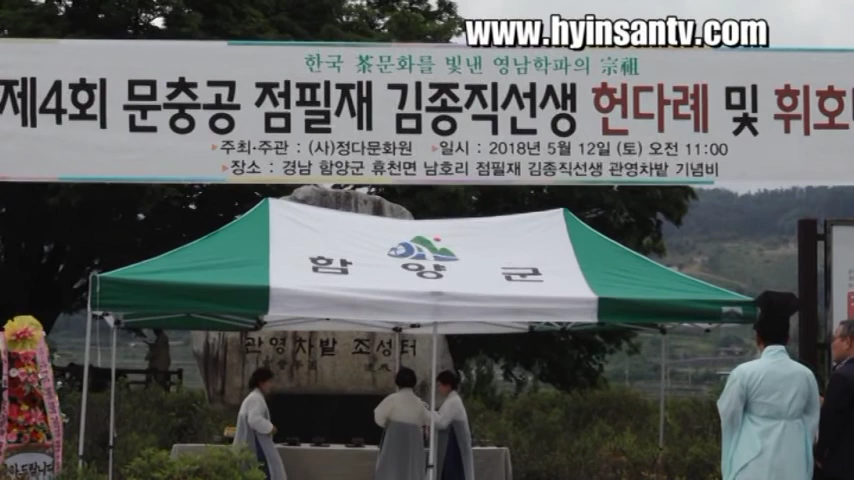 www.hyinsantv.com
한국 茶문화를 빛낸 영남학파의 宗祖
제4회 문충공 점필재 김종직선생 헌다례 및 휘호
▶주최·주관 : (사)정다문화원 ▶일시 : 2018년 5월 12일(토) 오전 11:00
▶장소 : 경남 함양군 휴천면 남호리 점필재 김종직선생 관영차밭 기념비
함양군
관영차밭 조성터